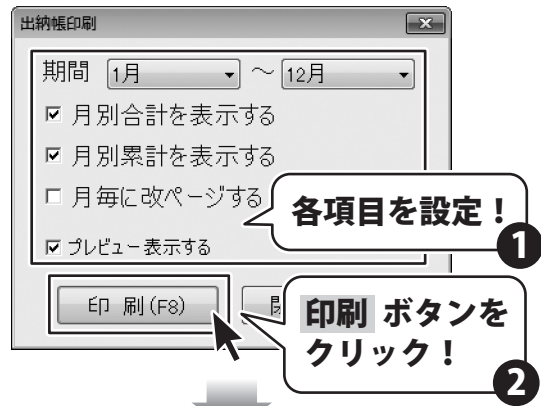 出納帳印刷
期間 1月 ～ 12月
月別合計を表示する
月別累計を表示する
月毎に改ページする
プレビュー表示する
各項目を設定！
1
印 刷(F8)
印刷 ボタンを
クリック！
2